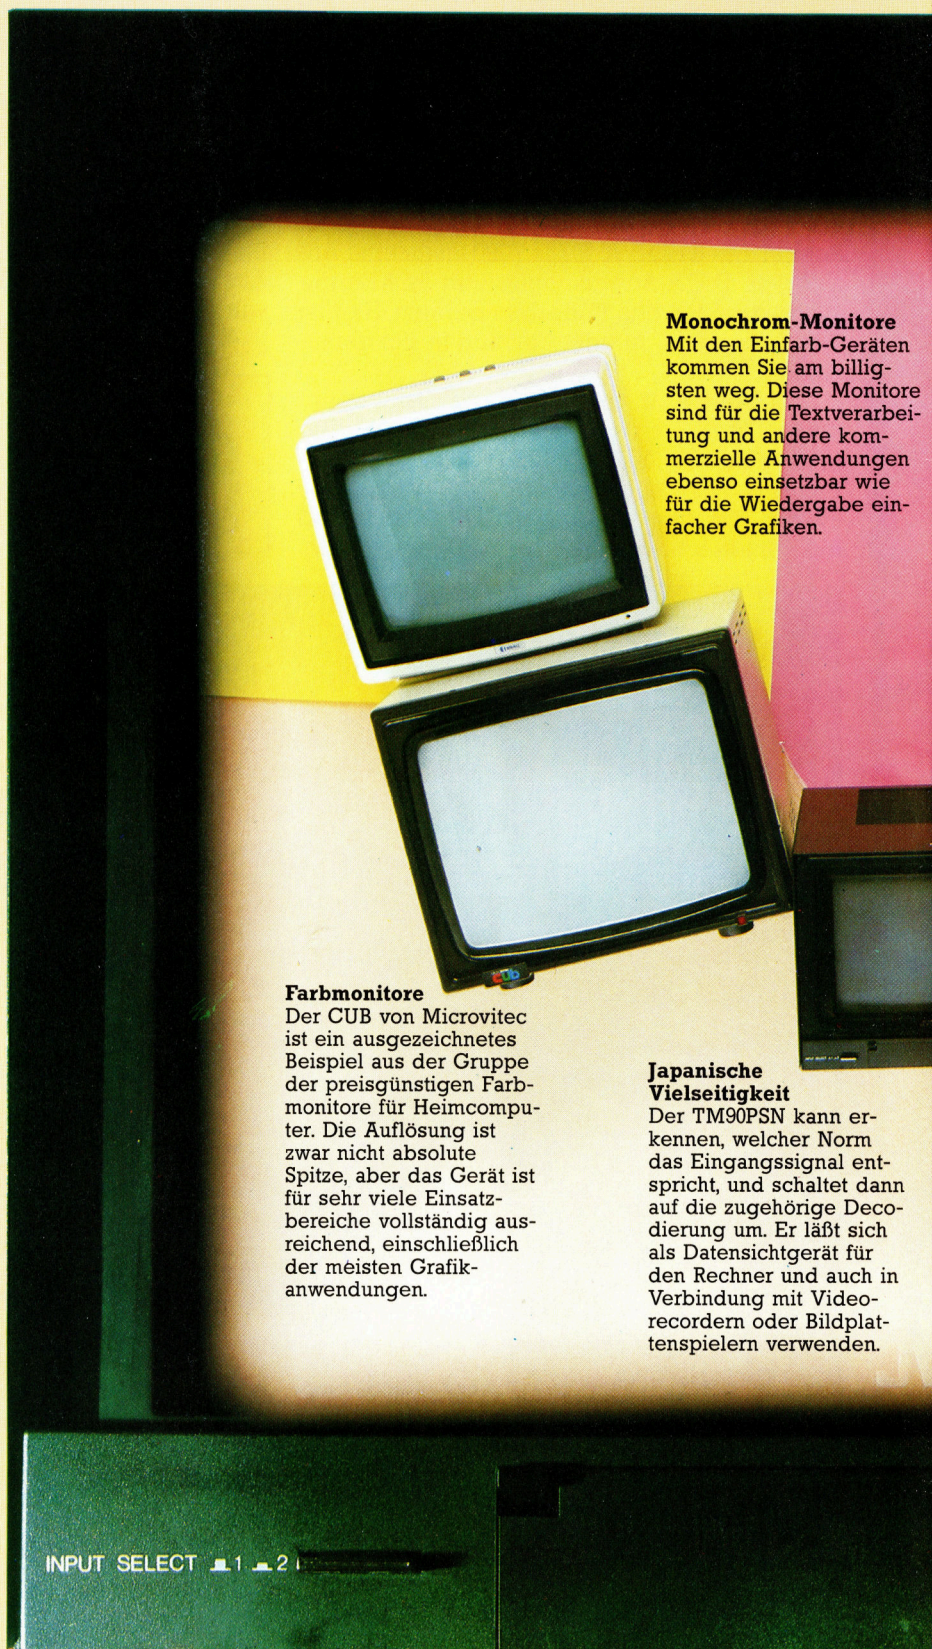 Monochrom-Monitore
Mit den Einfarb-Geräten
kommen Sie am billig-
sten weg. Diese Monitore
sind für die Textverarbei-
tung und andere kom-
merzielle Anwendungen
ebenso einsetzbar wie
für die Wiedergabe ein-
facher Grafiken.
cub
Farbmonitore
Der CUB von Microvitec
ist ein ausgezeichnetes
Beispiel aus der Gruppe
der preisgünstigen Farb-
monitore für Heimcompu-
ter. Die Auflösung ist
zwar nicht absolute
Spitze, aber das Gerät ist
für sehr viele Einsatz-
bereiche vollständig aus-
reichend, einschließlich
der meisten Grafik-
anwendungen.
Japanische
Vielseitigkeit
Der TM90PSN kann er-
kennen, welcher Norm
das Eingangssignal ent-
spricht, und schaltet dann
auf die zugehörige Deco-
dierung um. Er läßt sich
als Datensichtgerät für
den Rechner und auch in
Verbindung mit Video-
recordern oder Bildplat-
tenspielern verwenden.
INPUT SELECT 1 2